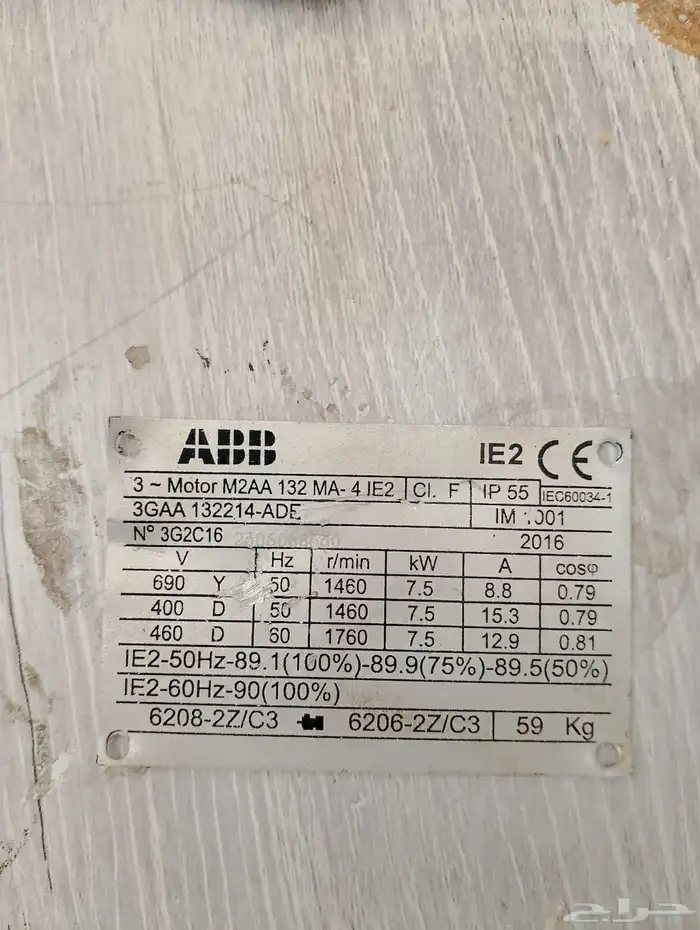 ABB IE2 CE
3 ~ Motor M2AA 132 MA- 4 IE2 Cl. F IP 55 IEC60034-1
3GAA 132214-ADE IM 1001
Nº 3G2C16 2016
V Hz r/min kW A cosφ
690 Y 50 1460 7.5 8.8 0.79
400 D 50 1460 7.5 15.3 0.79
460 D 60 1760 7.5 12.9 0.81
IE2-50Hz-89.1(100%)-89.9(75%)-89.5(50%)
IE2-60Hz-90(100%)
6208-2Z/C3 6206-2Z/C3 59 Kg
حراج